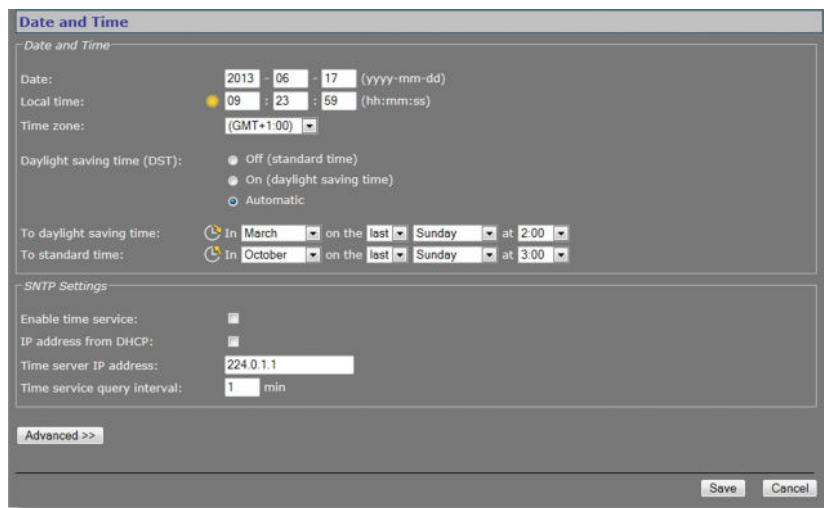 Date and Time
Date and Time
Date: 2013 - 06 - 17 (yyyy-mm-dd)
Local time: 09 : 23 : 59 (hh:mm:ss)
Time zone: (GMT+1:00)
Daylight saving time (DST): Off (standard time)
On (daylight saving time)
Automatic
To daylight saving time: In March on the last Sunday at 2:00
To standard time: In October on the last Sunday at 3:00
SNTP Settings
Enable time service:
IP address from DHCP:
Time server IP address: 224.0.1.1
Time service query interval: 1 min
Advanced >>
Save Cancel